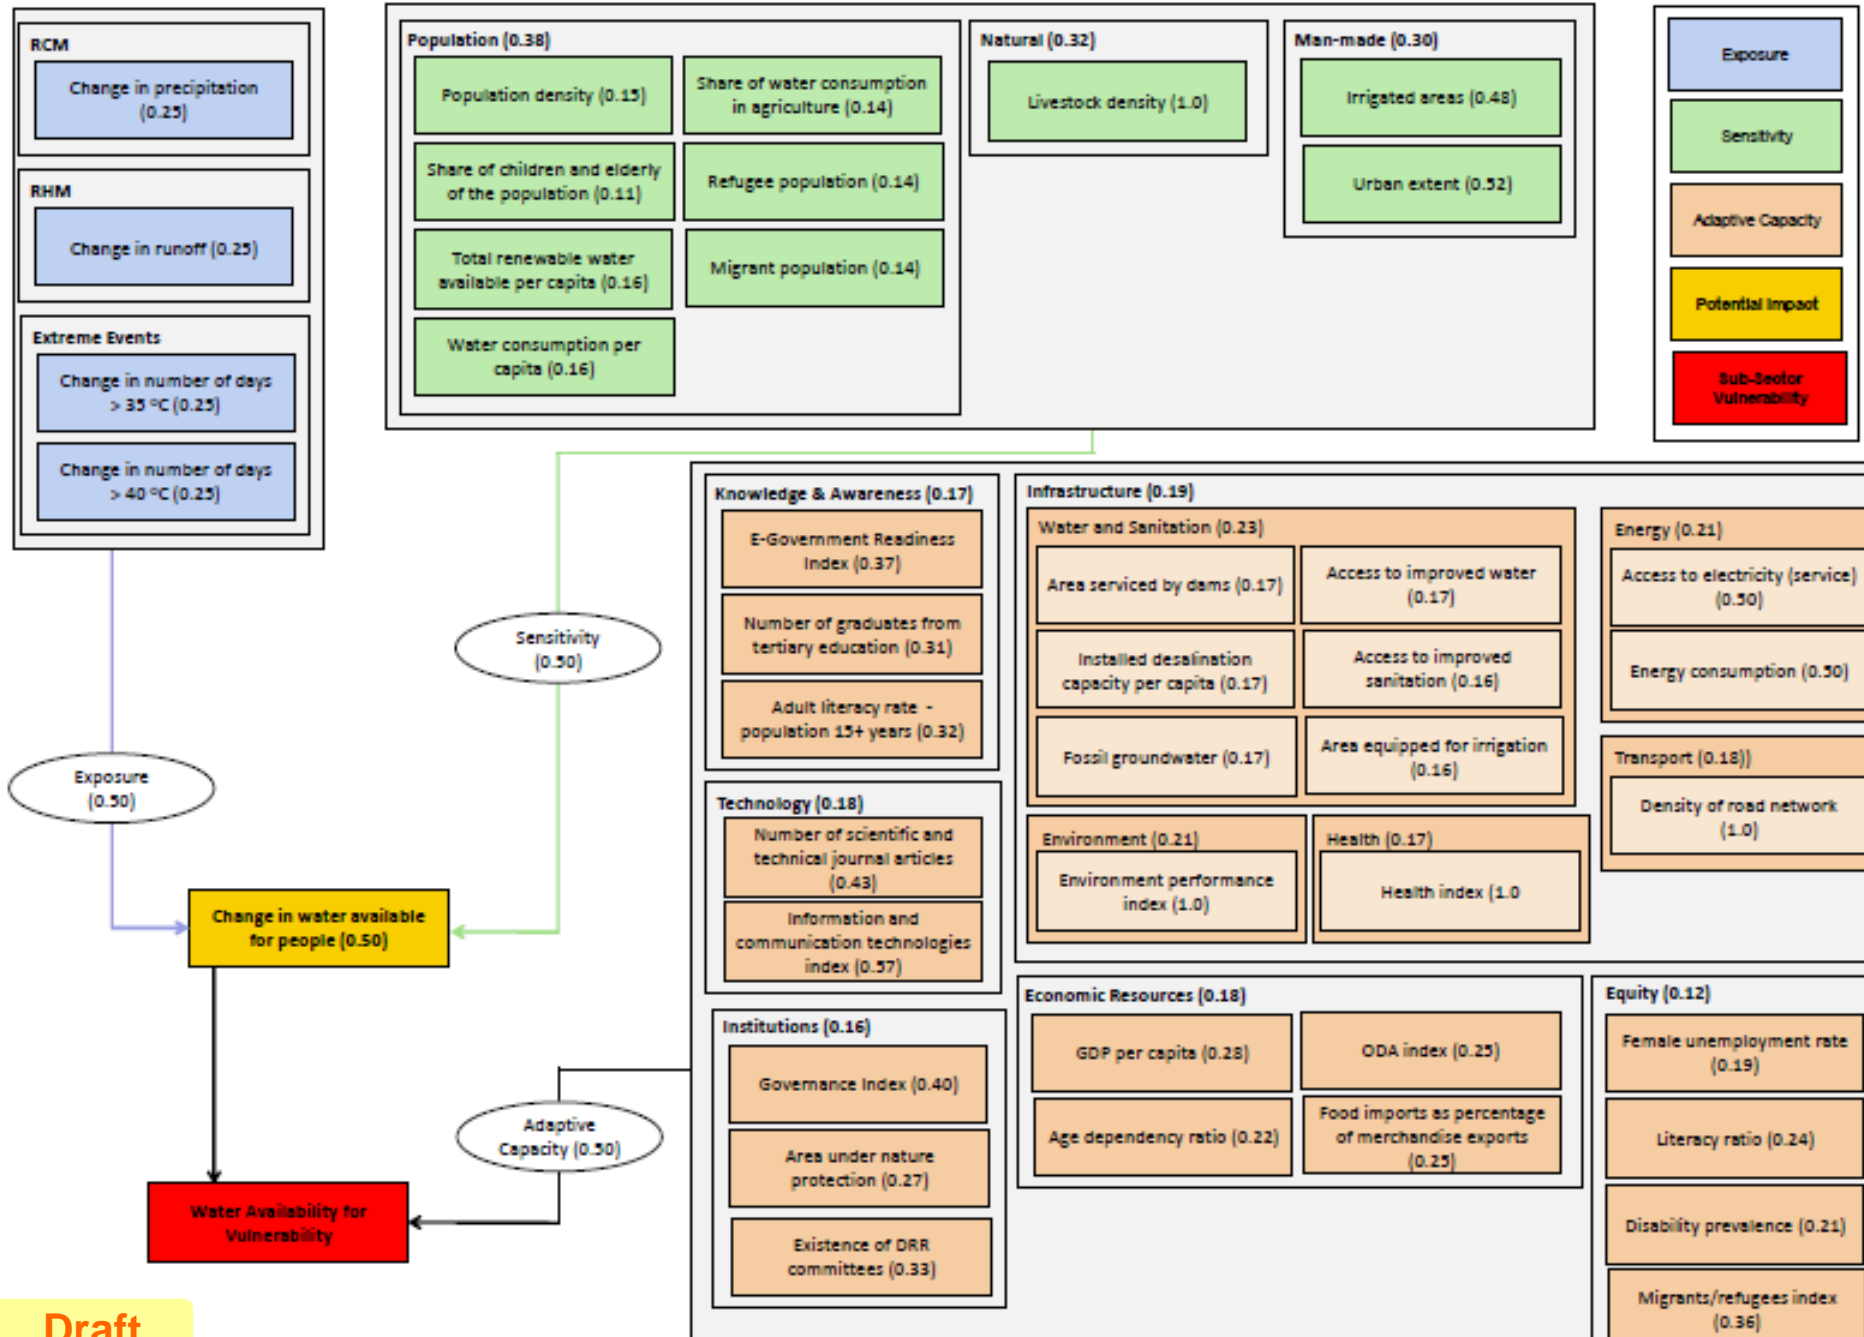 RCM
Change in precipitation
(0.25)
RHM
Change in runoff (0.25)
Extreme Events
Change in number of days
> 35 °C (0.25)
Change in number of days
> 40 °C (0.25)
Population (0.38)
Population density (0.15)
Share of water consumption
in agriculture (0.14)
Share of children and elderly
of the population (0.11)
Refugee population (0.14)
Total renewable water
available per capita (0.16)
Migrant population (0.14)
Water consumption per
capita (0.16)
Natural (0.32)
Livestock density (1.0)
Man-made (0.30)
Irrigated areas (0.48)
Urban extent (0.52)
Exposure
Sensitivity
Adaptive Capacity
Potential Impact
Sub-Sector
Vulnerability
Sensitivity
(0.50)
Exposure
(0.50)
Change in water available
for people (0.50)
Adaptive
Capacity (0.50)
Water Availability for
Vulnerability
Knowledge & Awareness (0.17)
E-Government Readiness
Index (0.37)
Number of graduates from
tertiary education (0.31)
Adult literacy rate -
population 15+ years (0.32)
Technology (0.18)
Number of scientific and
technical journal articles
(0.43)
Information and
communication technologies
index (0.57)
Institutions (0.16)
Governance Index (0.40)
Area under nature
protection (0.27)
Existence of DRR
committees (0.33)
Infrastructure (0.19)
Water and Sanitation (0.23)
Area serviced by dams (0.17)
Access to improved water
(0.17)
Installed desalination
capacity per capita (0.17)
Access to improved
sanitation (0.16)
Fossil groundwater (0.17)
Area equipped for irrigation
(0.16)
Energy (0.21)
Access to electricity (service)
(0.50)
Energy consumption (0.50)
Transport (0.18))
Density of road network
(1.0)
Environment (0.21)
Environment performance
index (1.0)
Health (0.17)
Health index (1.0
Economic Resources (0.18)
GDP per capita (0.28)
ODA index (0.25)
Age dependency ratio (0.22)
Food imports as percentage
of merchandise exports
(0.25)
Equity (0.12)
Female unemployment rate
(0.19)
Literacy ratio (0.24)
Disability prevalence (0.21)
Migrants/refugees index
(0.36)
Draft